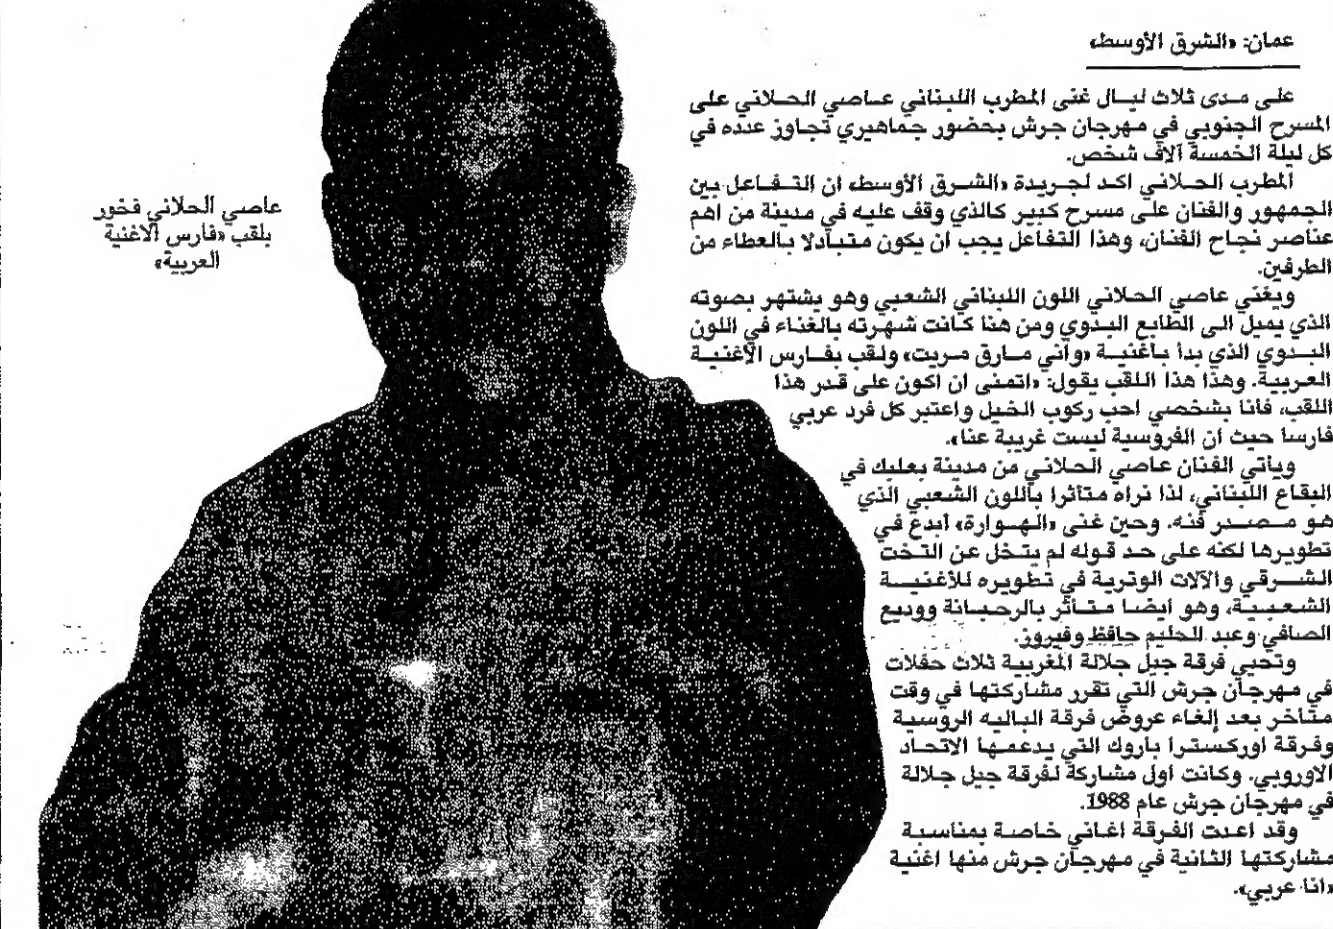 عمان: «الشرق الأوسط»
على مدى ثلاث ليال غنى المطرب اللبناني عاصي الحلاني على
المسرح الجنوبي في مهرجان جرش بحضور جماهيري تجاوز عدده في
كل ليلة الخمسة آلاف شخص.
المطرب الحلاني اكد لجريدة «الشرق الأوسط» ان التفاعل بين
الجمهور والفنان على مسرح كبير كالذي وقف عليه في مدينة من اهم
عناصر نجاح الفنان، وهذا التفاعل يجب ان يكون متبادلا بالعطاء من
الطرفين.
ويغني عاصي الحلاني اللون اللبناني الشعبي وهو يشتهر بصوته
الذي يميل الى الطابع البدوي ومن هنا كانت شهرته بالغناء في اللون
البدوي الذي بدأ بأغنية «وأني مارق مريت» ولقب بفارس الأغنية
العربية. وهذا هذا اللقب يقول: «اتمنى ان اكون على قدر هذا
اللقب، فأنا بشخصي احب ركوب الخيل واعتبر كل فرد عربي
فارسا حيث ان الفروسية ليست غريبة عنا».
ويأتي الفنان عاصي الحلاني من مدينة بعلبك في
البقاع اللبناني، لذا نراه متأثرا باللون الشعبي الذي
هو مصدر فنه. وحين غنى «الهوارة» أبدع في
تطويرها لكنه على حد قوله لم يتخل عن التخت
الشرقي والآلات الوترية في تطويره للأغنية
الشعبية، وهو ايضا متأثر بالرحبانة ووديع
الصافي وعبد الحليم حافظ وفيروز.
وتحيي فرقة جيل جلالة المغربية ثلاث حفلات
في مهرجان جرش التي تقرر مشاركتها في وقت
متأخر بعد إلغاء عروض فرقة الباليه الروسية
وفرقة اوركسترا باروك التي يدعمها الاتحاد
الاوروبي. وكانت أول مشاركة لفرقة جيل جلالة
في مهرجان جرش عام 1988.
وقد اعدت الفرقة اغاني خاصة بمناسبة
مشاركتها الثانية في مهرجان جرش منها اغنية
«انا عربي».
عاصي الحلاني فخور
بلقب «فارس الاغنية
العربية»